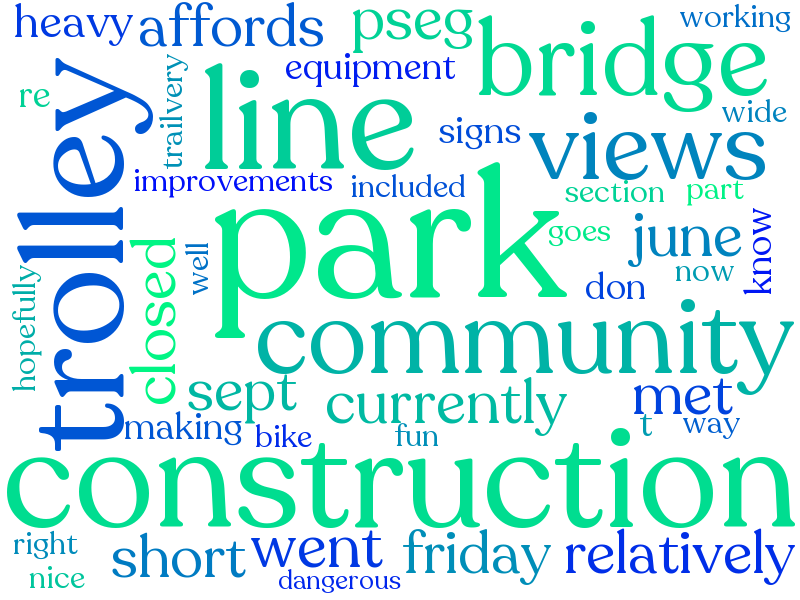 heavy
affords
pseg
working
bridge
equipment
line
re
trailvery
trolley
signs
wide
views
improvements
included
section
part
park
goes
june
know
closed
well
now
don
hopefully
community
sept
currently
met
making
bike
fun
t
way
construction
right
short
went
friday
relatively
nice
dangerous